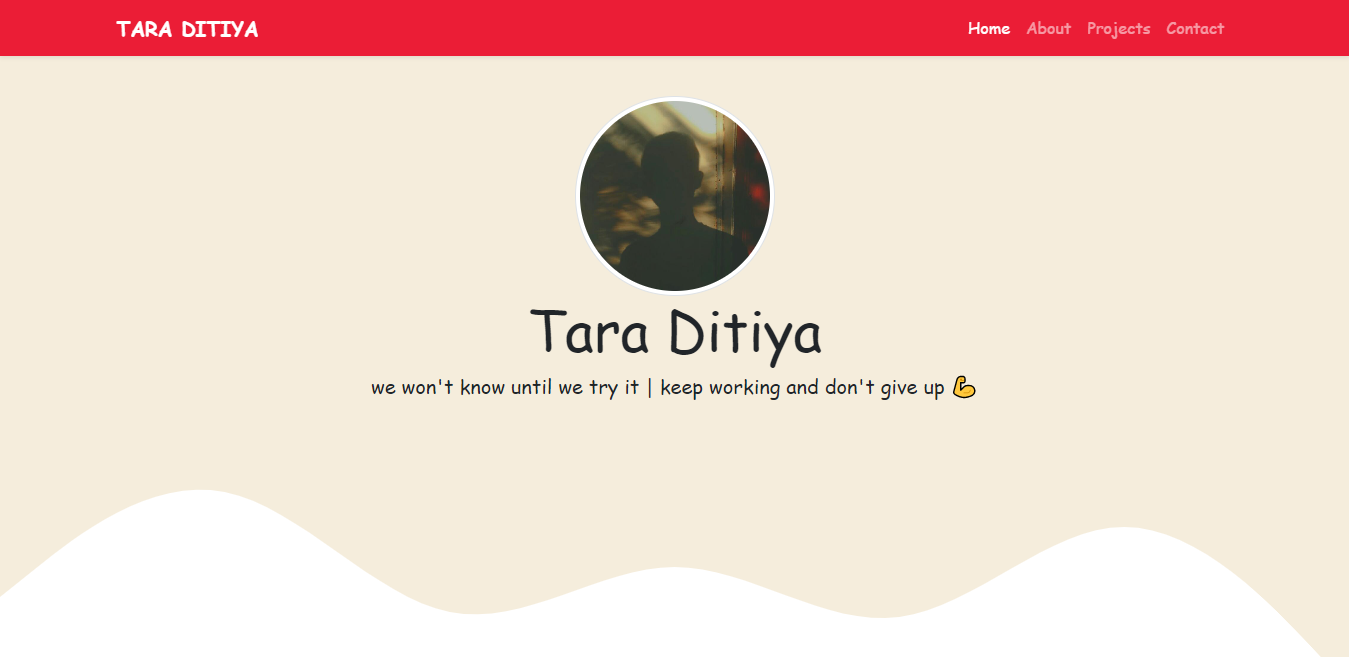 TARA DITIYA
Home About Projects Contact
Tara Ditiya
we won't know until we try it | keep working and don't give up 💪